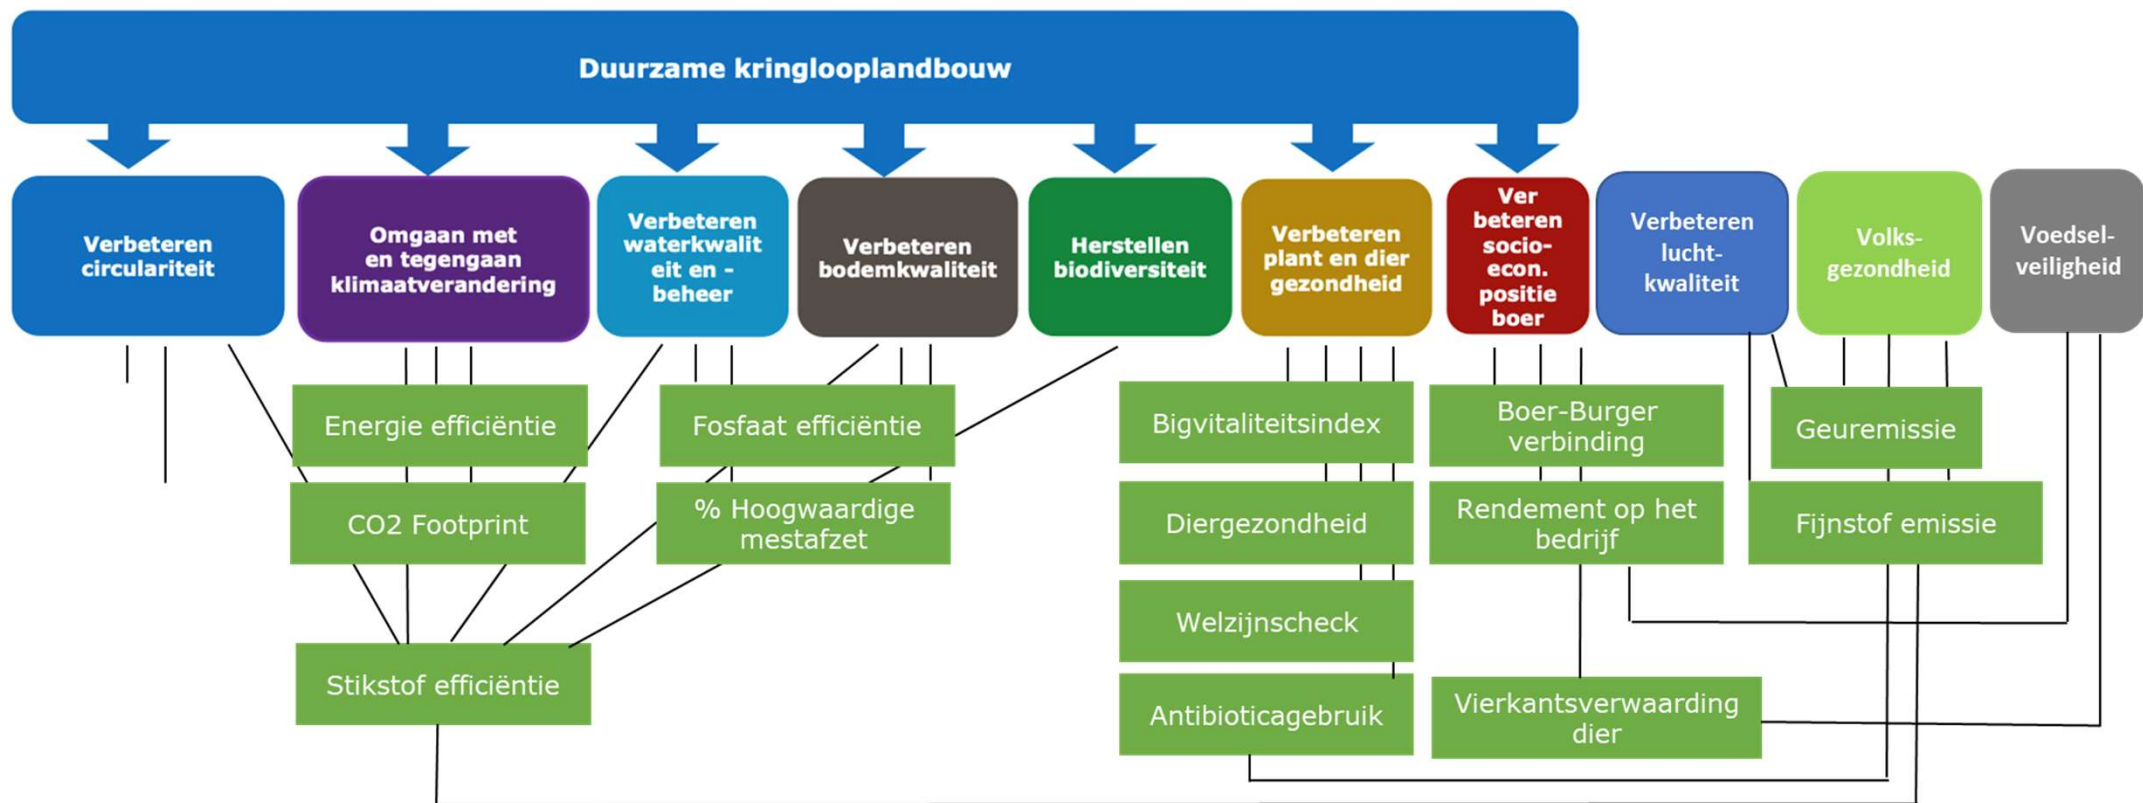 Duurzame kringlooplandbouw
Verbeteren
circulariteit
Omgaan met
en tegengaan
klimaatverandering
Verbeteren
waterkwalit
eit en -
beheer
Verbeteren
bodemkwaliteit
Herstellen
biodiversiteit
Verbeteren
plant en dier
gezondheid
Ver
beteren
socio-
econ.
positie
boer
Verbeteren
lucht-
kwaliteit
Volks-
gezondheid
Voedsel-
veiligheid
Energie efficiëntie
Fosfaat efficiëntie
Bigvitaliteitsindex
Boer-Burger
verbinding
Geuremissie
CO2 Footprint
% Hoogwaardige
mestafzet
Diergezondheid
Rendement op het
bedrijf
Fijnstof emissie
Welzijnscheck
Stikstof efficiëntie
Antibioticagebruik
Vierkantsverwaarding
dier